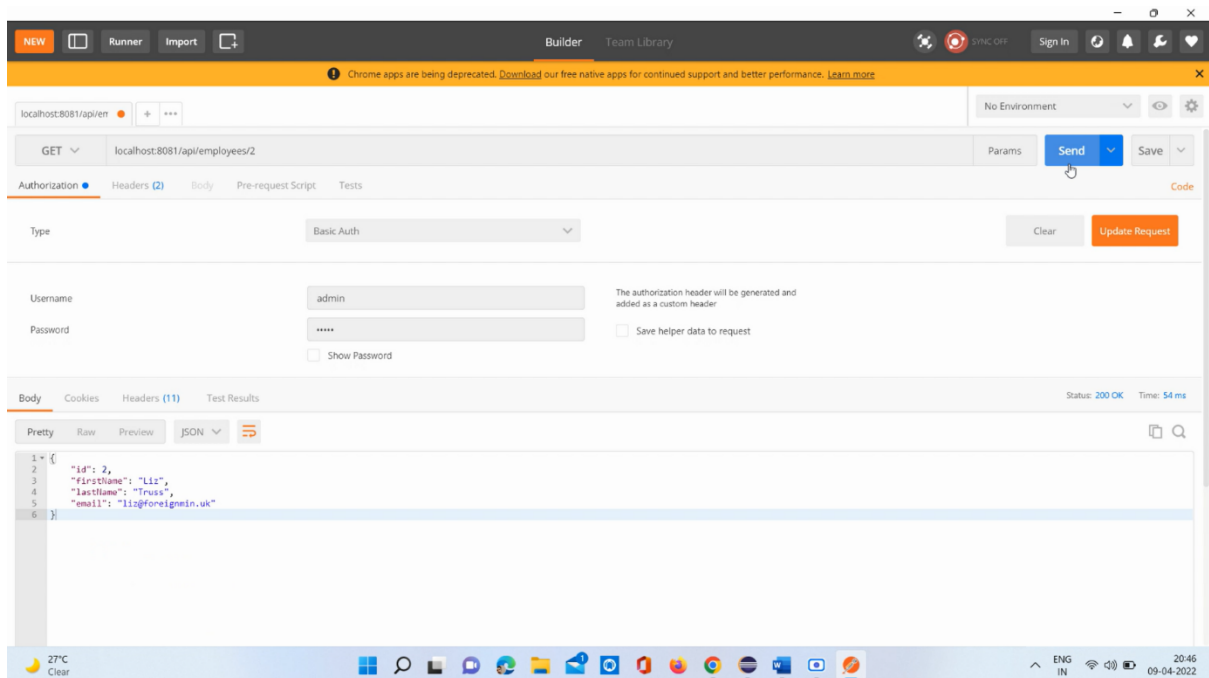 NEW Runner Import Builder Team Library SYNC OFF Sign In
Chrome apps are being deprecated. Download our free native apps for continued support and better performance. Learn more
localhost:8081/api/em + ••• No Environment
GET localhost:8081/api/employees/2 Params Send Save
Authorization Headers (2) Body Pre-request Script Tests Code
Type Basic Auth Clear Update Request
Username admin The authorization header will be generated and
added as a custom header
Password ••••• Save helper data to request
Show Password
Body Cookies Headers (11) Test Results Status: 200 OK Time: 54 ms
Pretty Raw Preview JSON
1 {
2 "id": 2,
3 "firstName": "Liz",
4 "lastName": "Truss",
5 "email": "liz@foreignmin.uk"
6 }
27°C ENG 20:46
Clear IN 09-04-2022